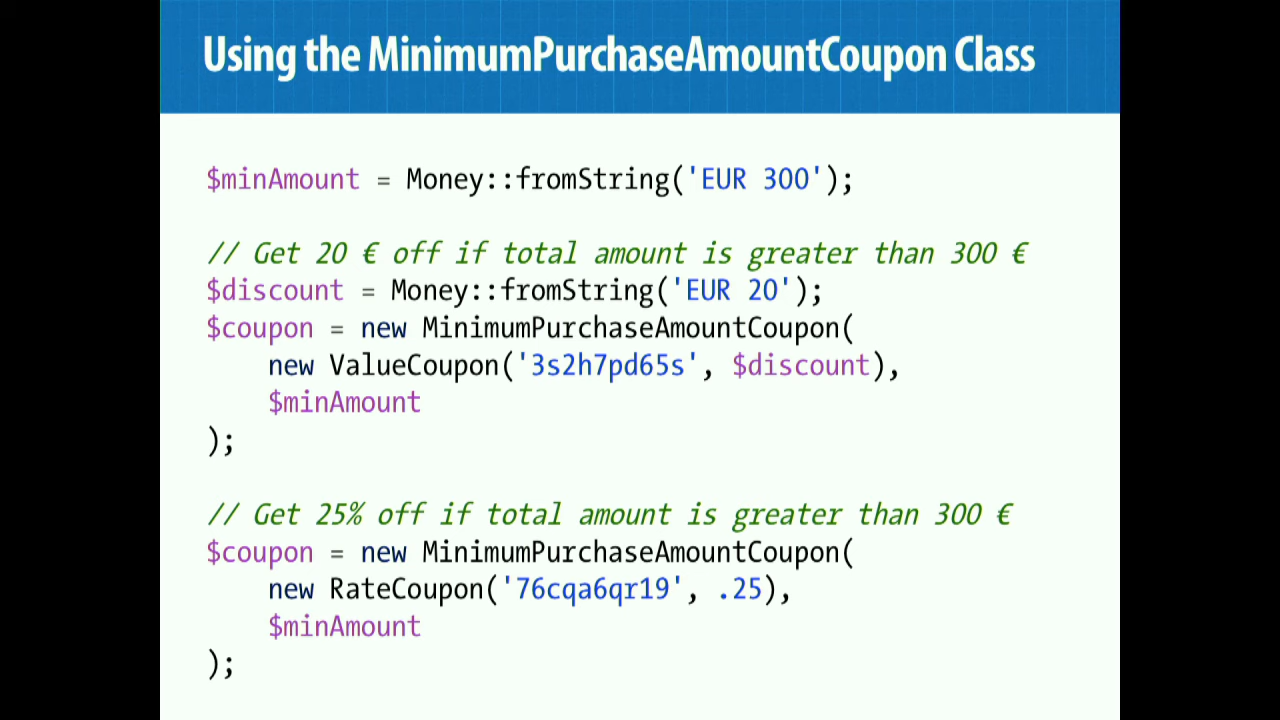 Using the MinimumPurchaseAmountCoupon Class
$minAmount = Money::fromString('EUR 300');
// Get 20 € off if total amount is greater than 300 €
$discount = Money::fromString('EUR 20');
$coupon = new MinimumPurchaseAmountCoupon(
    new ValueCoupon('3s2h7pd65s', $discount),
    $minAmount
);
// Get 25% off if total amount is greater than 300 €
$coupon = new MinimumPurchaseAmountCoupon(
    new RateCoupon('76cqa6qr19', .25),
    $minAmount
);